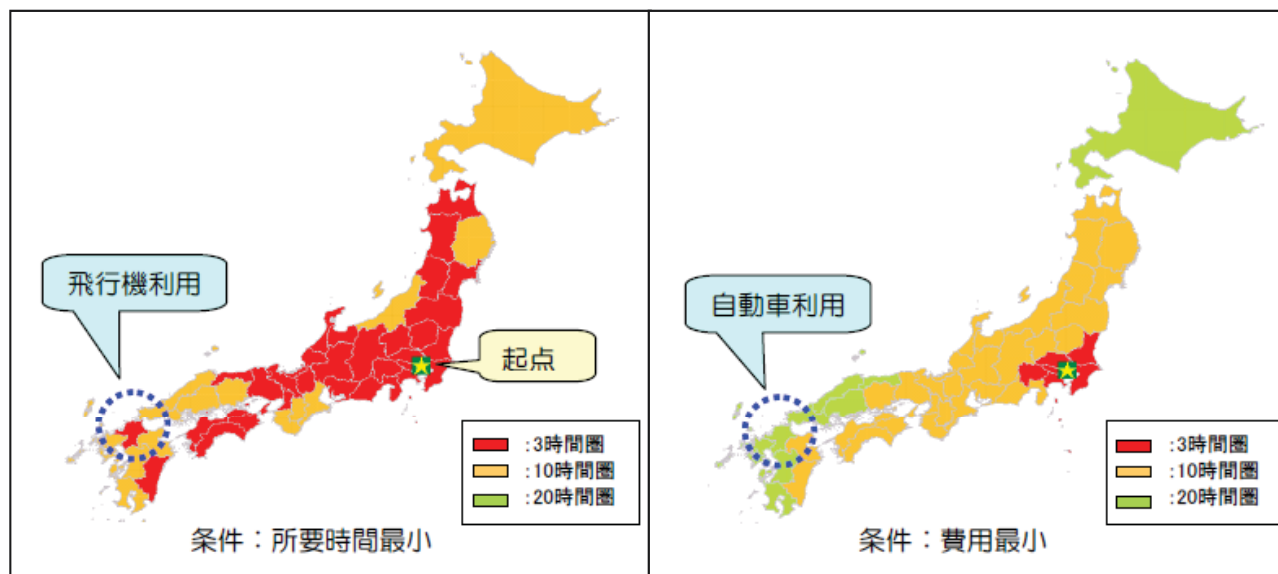 飛行機利用
起点
:3時間圏
:10時間圏
:20時間圏
条件：所要時間最小
自動車利用
:3時間圏
:10時間圏
:20時間圏
条件：費用最小